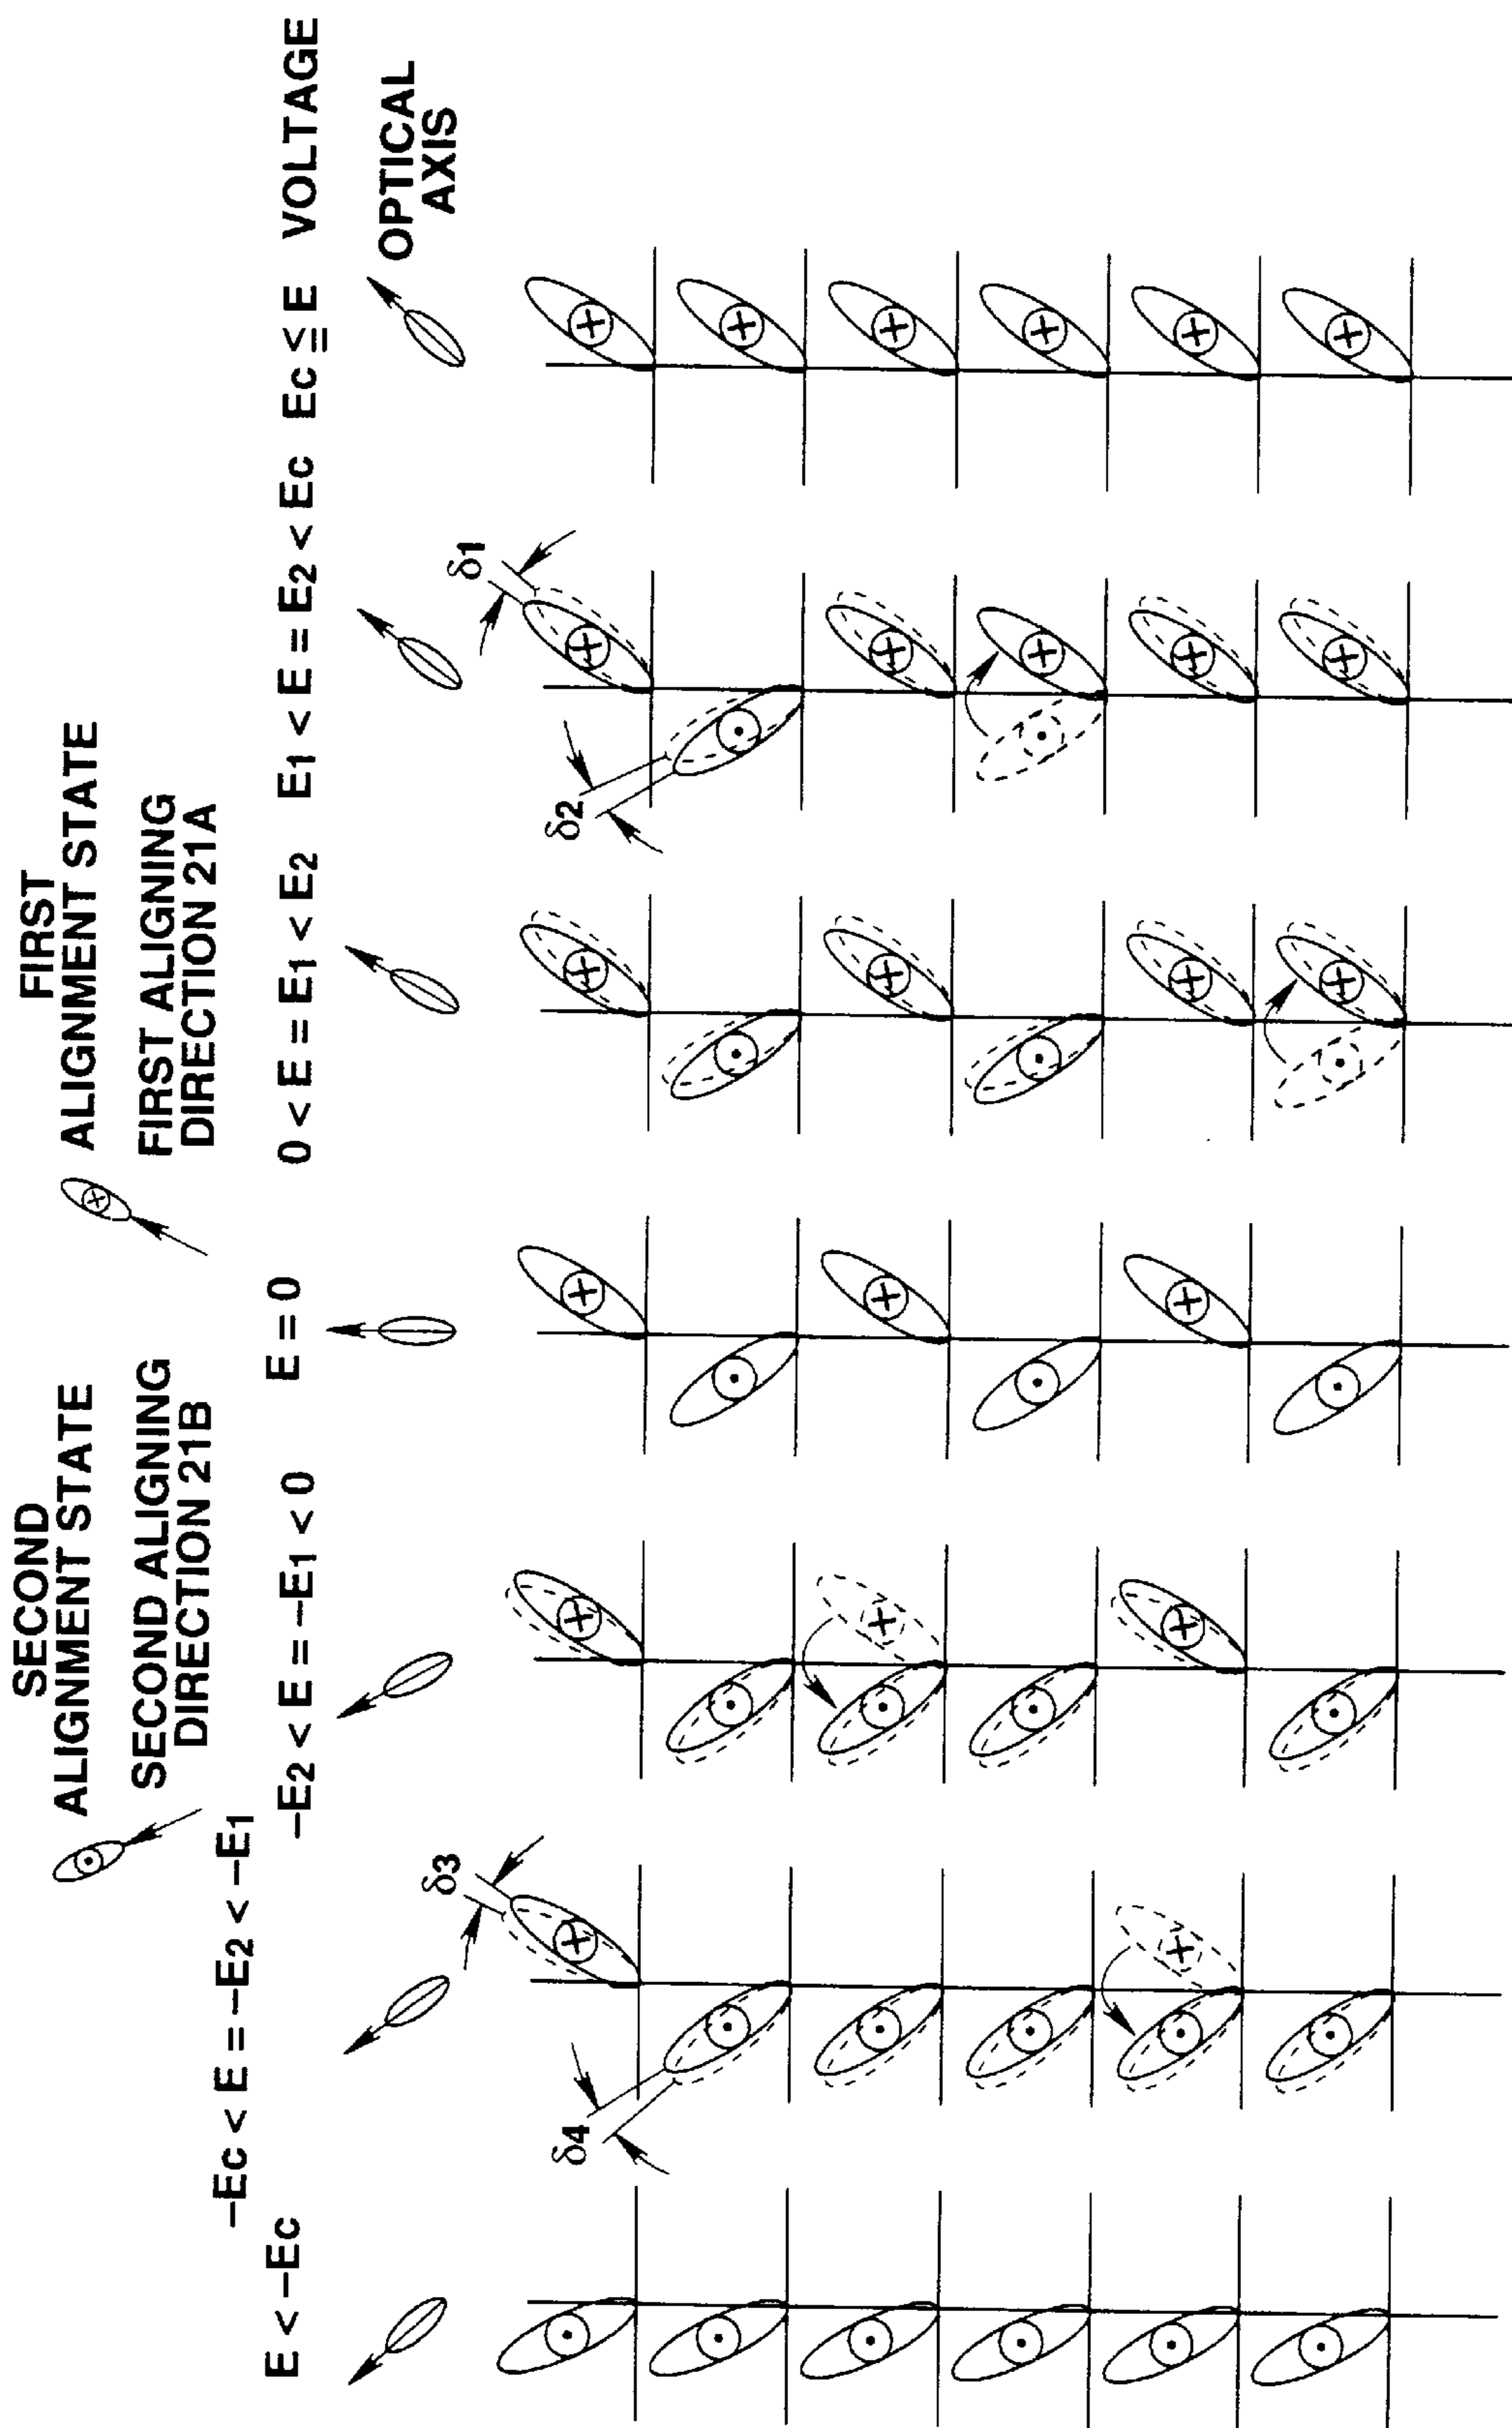 SECOND
ALIGNMENT STATE
SECOND ALIGNING
DIRECTION 21B
FIRST
ALIGNMENT STATE
FIRST ALIGNING
DIRECTION 21A
E < –Ec
–Ec < E = –E2 < –E1
–E2 < E = –E1 < 0
E = 0
0 < E = E1 < E2
E1 < E = E2 < Ec
Ec ≦ E
VOLTAGE
OPTICAL
AXIS
δ4
δ3
δ2
δ1